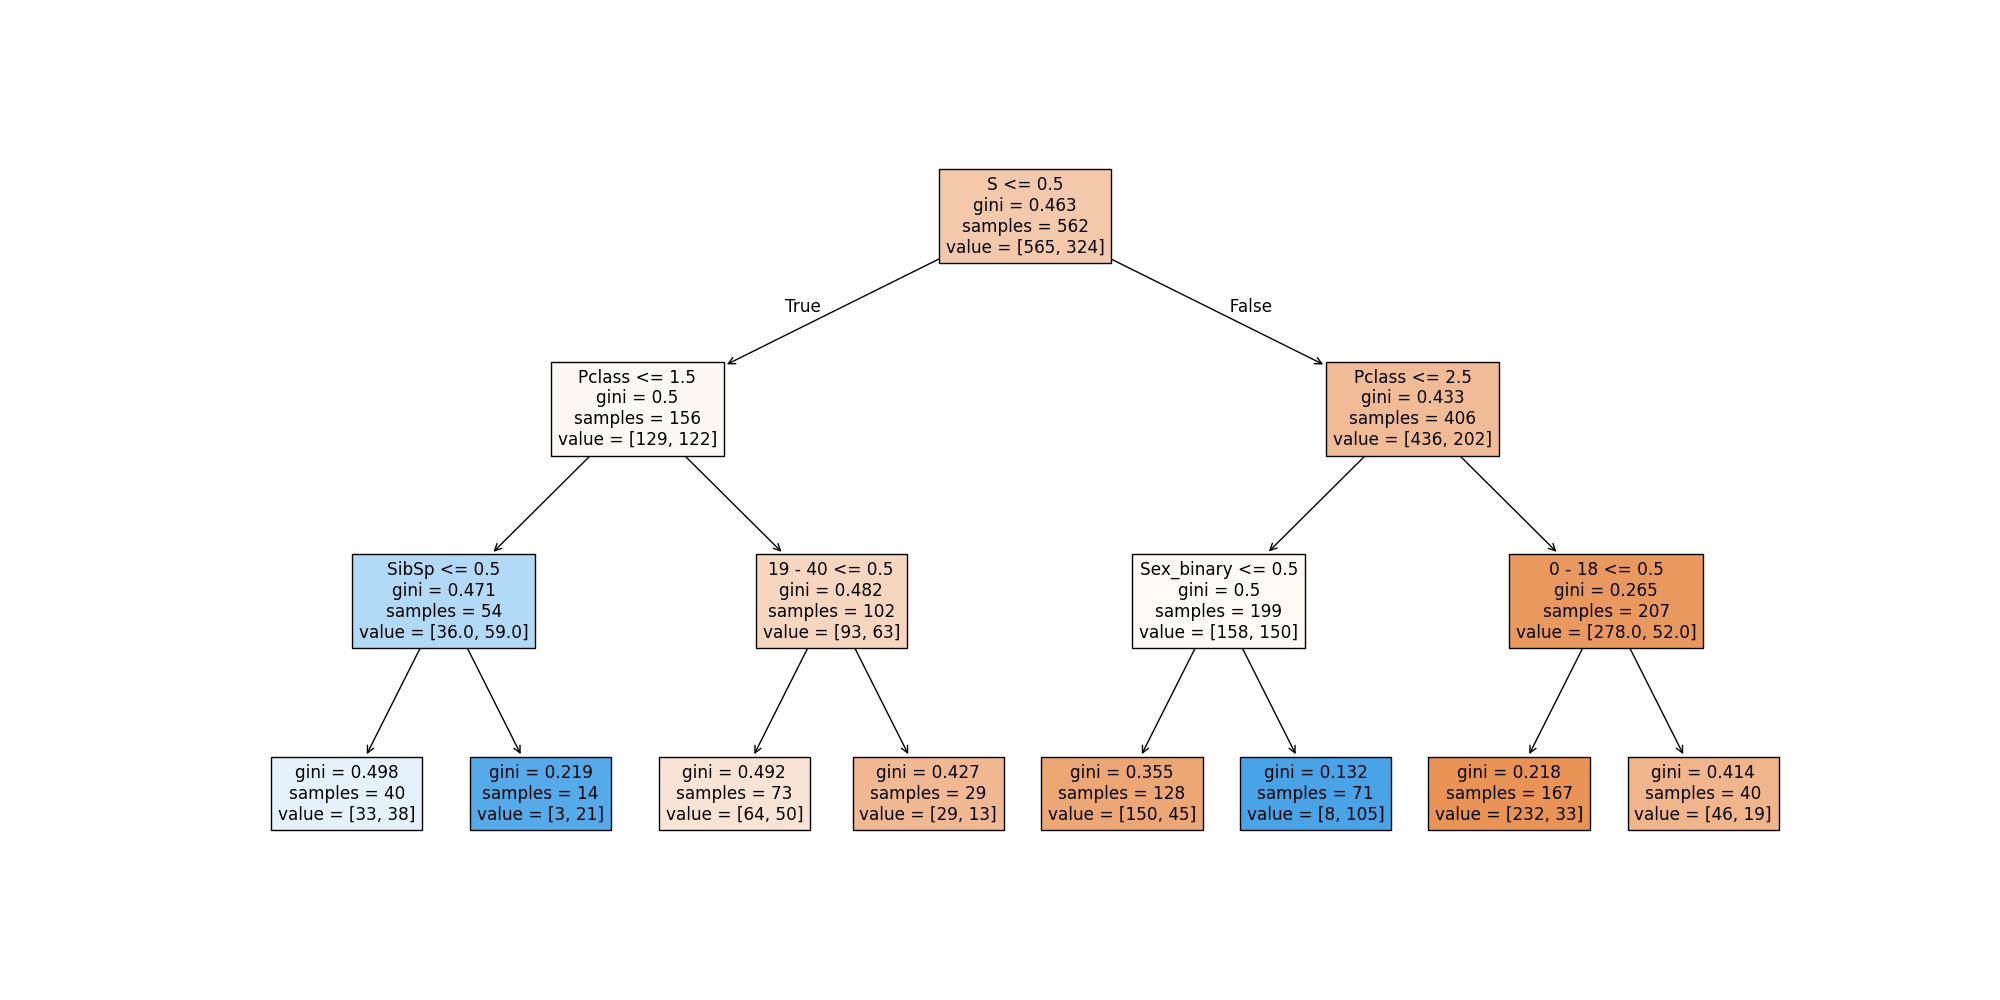 S <= 0.5
gini = 0.463
samples = 562
value = [565, 324]
True
False
Pclass <= 1.5
gini = 0.5
samples = 156
value = [129, 122]
Pclass <= 2.5
gini = 0.433
samples = 406
value = [436, 202]
SibSp <= 0.5
gini = 0.471
samples = 54
value = [36.0, 59.0]
19 - 40 <= 0.5
gini = 0.482
samples = 102
value = [93, 63]
Sex_binary <= 0.5
gini = 0.5
samples = 199
value = [158, 150]
0 - 18 <= 0.5
gini = 0.265
samples = 207
value = [278.0, 52.0]
gini = 0.498
samples = 40
value = [33, 38]
gini = 0.219
samples = 14
value = [3, 21]
gini = 0.492
samples = 73
value = [64, 50]
gini = 0.427
samples = 29
value = [29, 13]
gini = 0.355
samples = 128
value = [150, 45]
gini = 0.132
samples = 71
value = [8, 105]
gini = 0.218
samples = 167
value = [232, 33]
gini = 0.414
samples = 40
value = [46, 19]